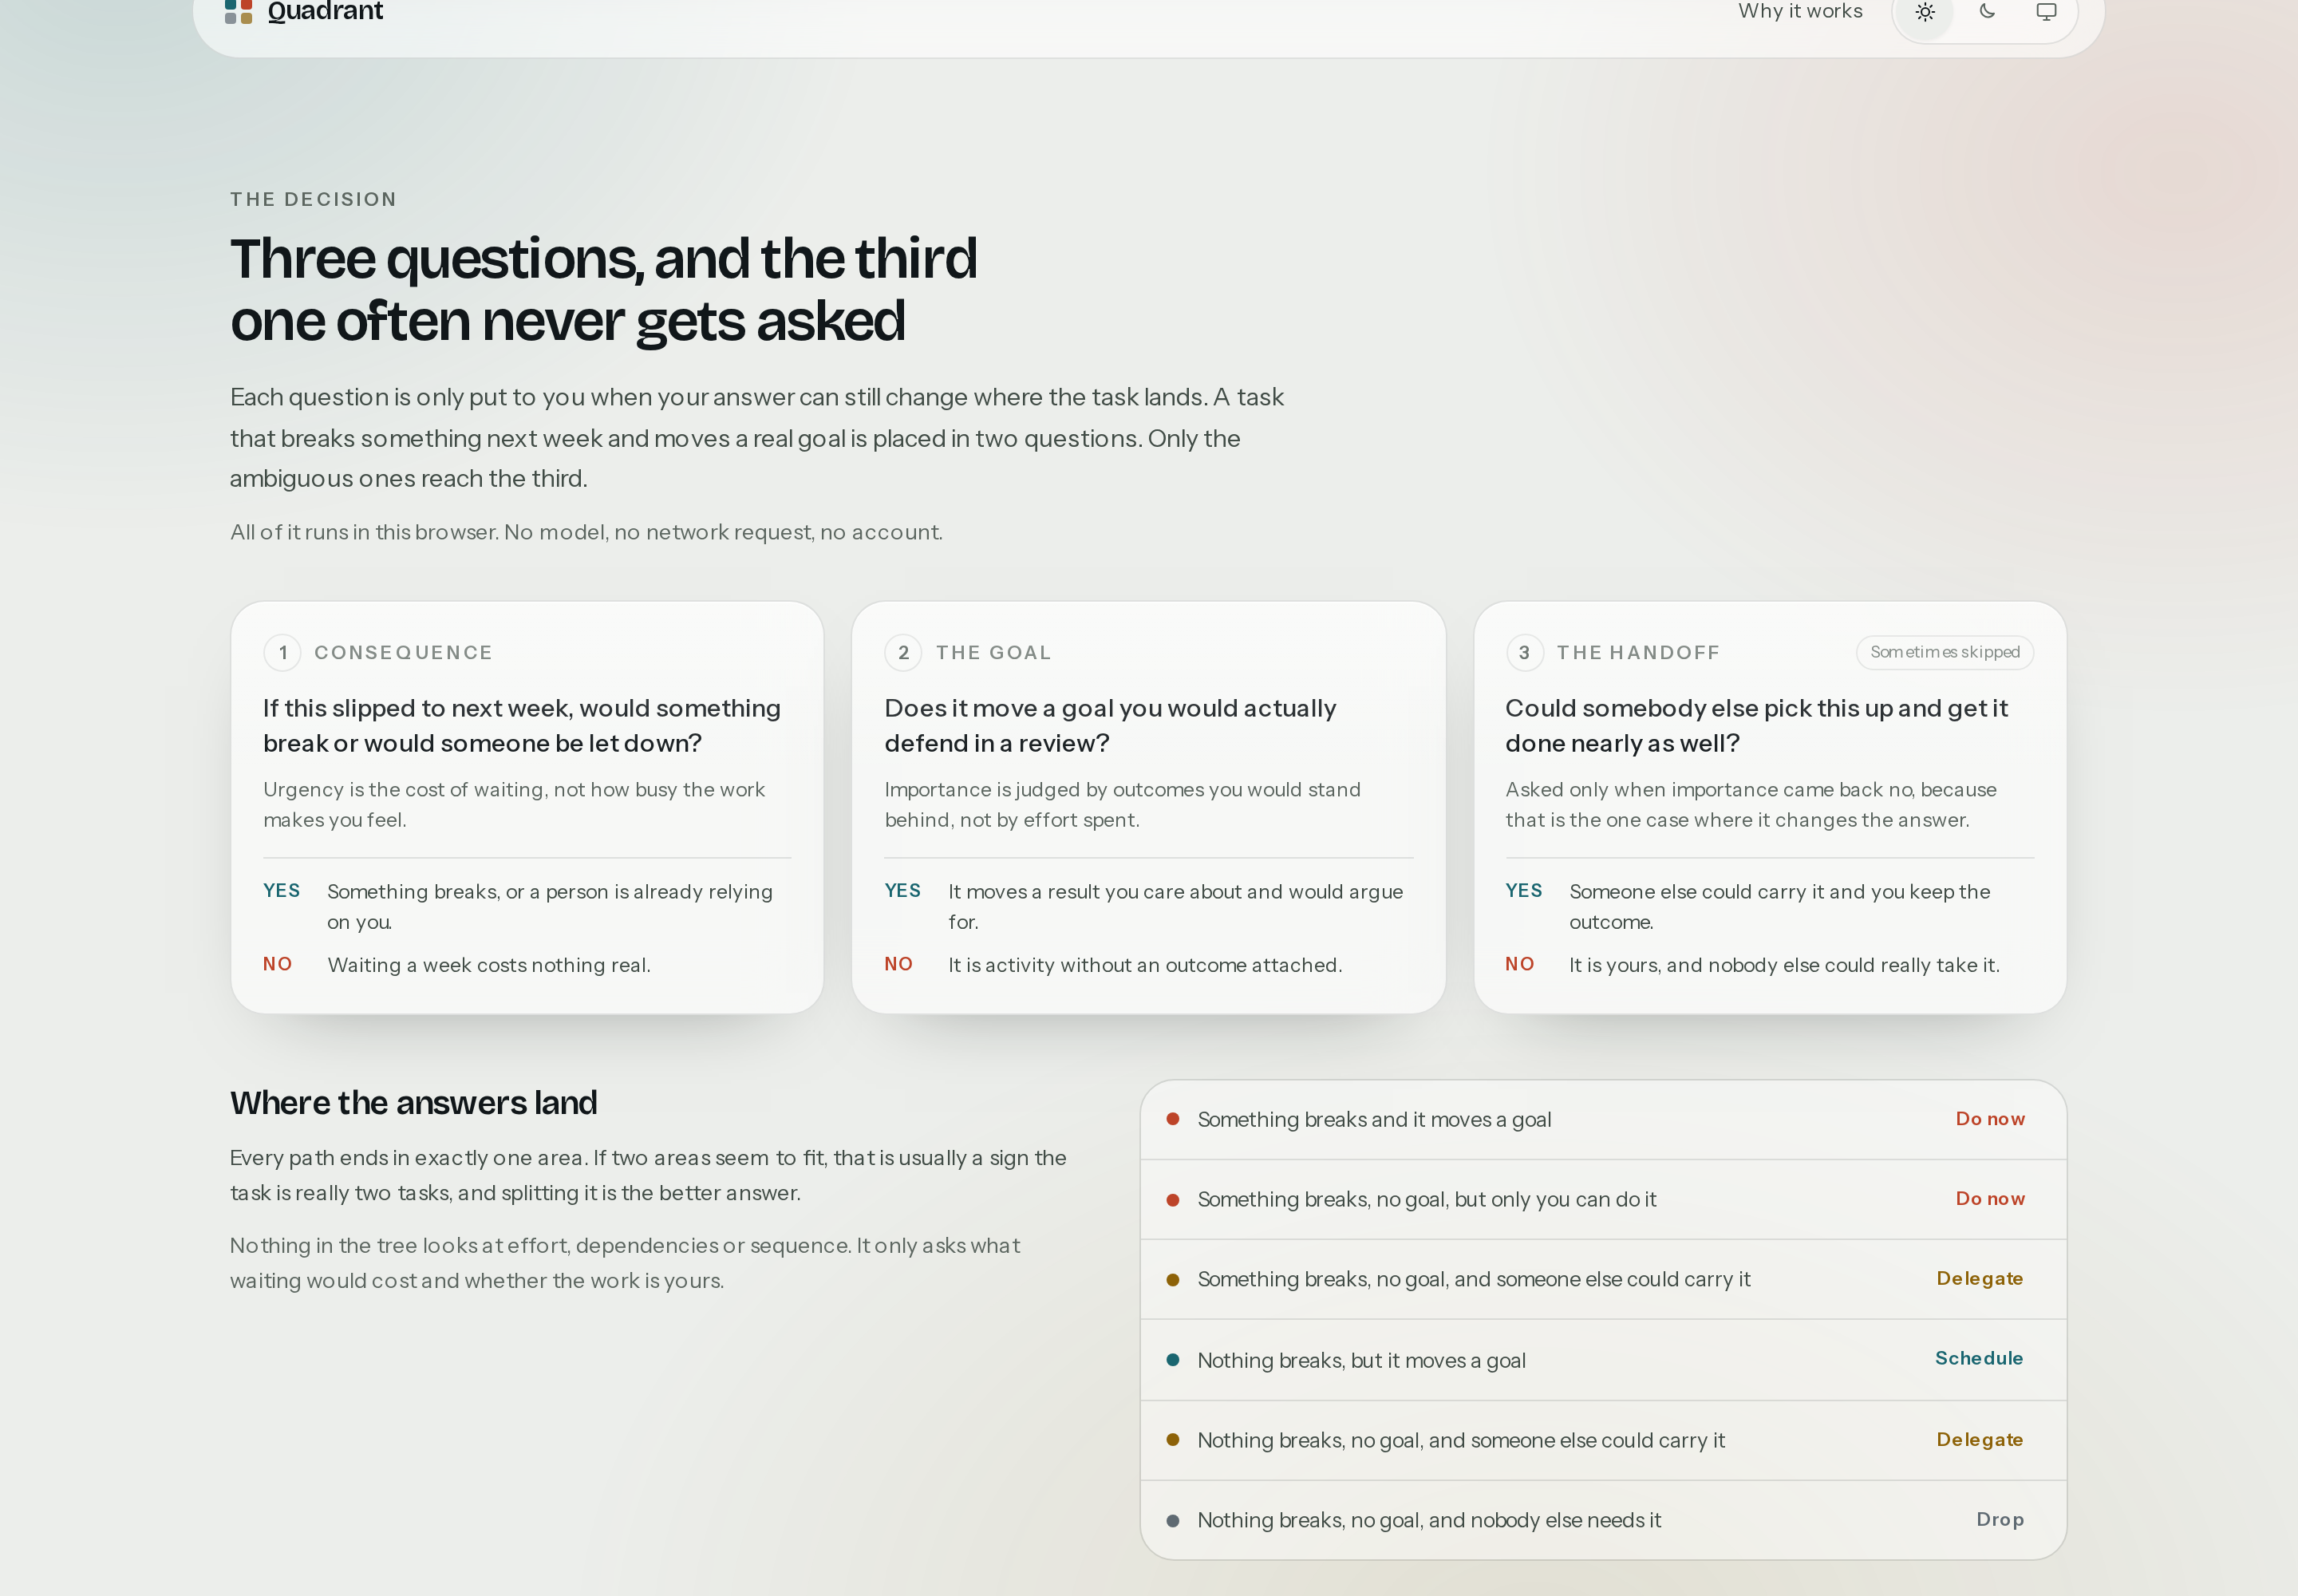 Quadrant
Why it works
THE DECISION
Three questions, and the third
one often never gets asked
Each question is only put to you when your answer can still change where the task lands. A task
that breaks something next week and moves a real goal is placed in two questions. Only the
ambiguous ones reach the third.
All of it runs in this browser. No model, no network request, no account.
1 CONSEQUENCE
If this slipped to next week, would something
break or would someone be let down?
Urgency is the cost of waiting, not how busy the work
makes you feel.
YES Something breaks, or a person is already relying
on you.
NO Waiting a week costs nothing real.
2 THE GOAL
Does it move a goal you would actually
defend in a review?
Importance is judged by outcomes you would stand
behind, not by effort spent.
YES It moves a result you care about and would argue
for.
NO It is activity without an outcome attached.
3 THE HANDOFF Sometimes skipped
Could somebody else pick this up and get it
done nearly as well?
Asked only when importance came back no, because
that is the one case where it changes the answer.
YES Someone else could carry it and you keep the
outcome.
NO It is yours, and nobody else could really take it.
Where the answers land
Every path ends in exactly one area. If two areas seem to fit, that is usually a sign the
task is really two tasks, and splitting it is the better answer.
Nothing in the tree looks at effort, dependencies or sequence. It only asks what
waiting would cost and whether the work is yours.
Something breaks and it moves a goal Do now
Something breaks, no goal, but only you can do it Do now
Something breaks, no goal, and someone else could carry it Delegate
Nothing breaks, but it moves a goal Schedule
Nothing breaks, no goal, and someone else could carry it Delegate
Nothing breaks, no goal, and nobody else needs it Drop